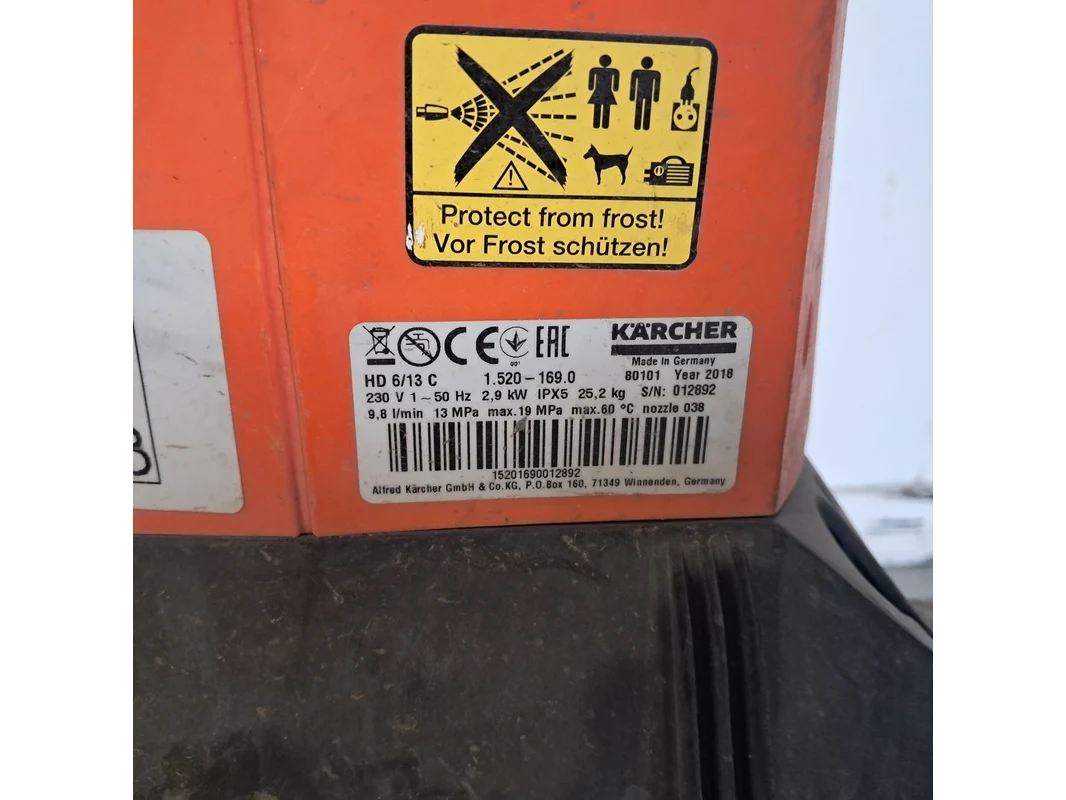 Protect from frost!
Vor Frost schützen!
KÄRCHER
Made in Germany
HD 6/13 C 1.520-169.0 80101 Year 2018
230 V 1~50 Hz 2,9 kW IPX5 25,2 kg S/N: 012892
9,8 l/min 13 MPa max.19 MPa max.60 °C nozzle 038
15201690012892
Alfred Kärcher GmbH & Co.KG, P.O.Box 160, 71349 Winnenden, Germany